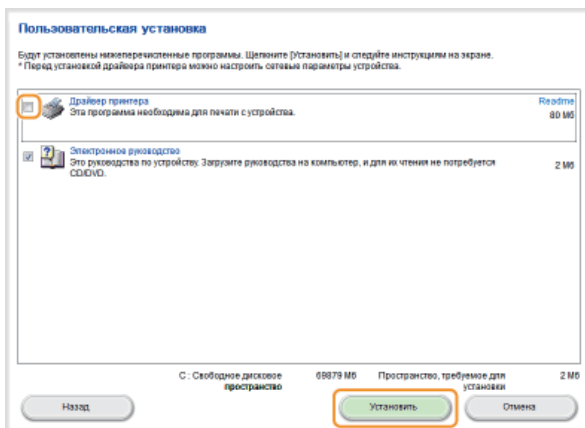 Пользовательская установка
Будут установлены нижеперечисленные программы. Щелкните [Установить] и следуйте инструкциям на экране.
* Перед установкой драйвера принтера можно настроить сетевые параметры устройства.
Драйвер принтера
Readme
Эта программа необходима для печати с устройства.
80 Мб
Электронное руководство
Это руководства по устройству. Загрузите руководства на компьютер, и для их чтения не потребуется
2 Мб
CD/DVD.
C : Свободное дисковое
69879 Мб
Пространство, требуемое для
2 Мб
пространство
установки
Назад
Установить
Отмена